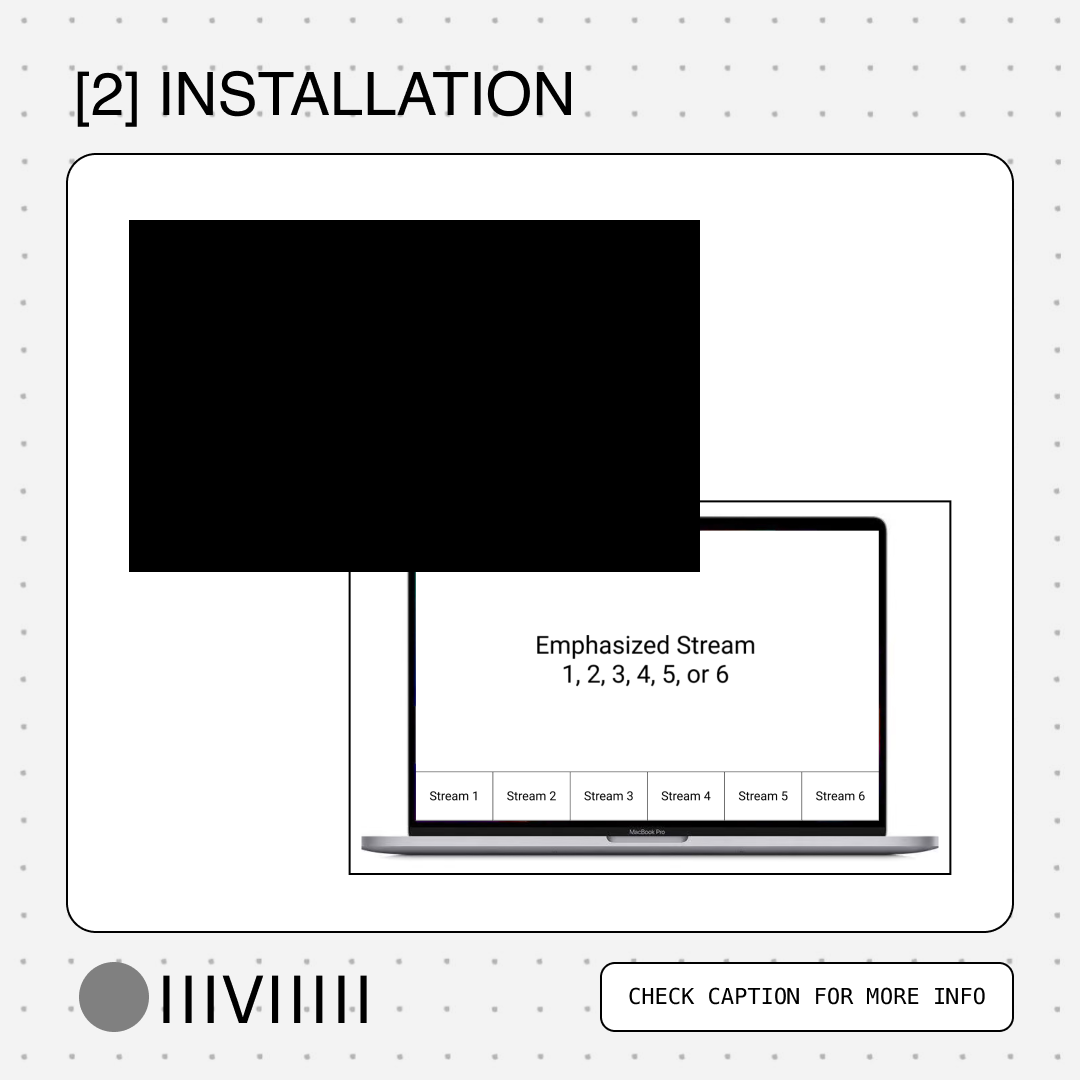 [2] INSTALLATION
Emphasized Stream
1, 2, 3, 4, 5, or 6
Stream 1
Stream 2
Stream 3
Stream 4
Stream 5
Stream 6
MacBook Pro
IIIVIIIII
CHECK CAPTION FOR MORE INFO